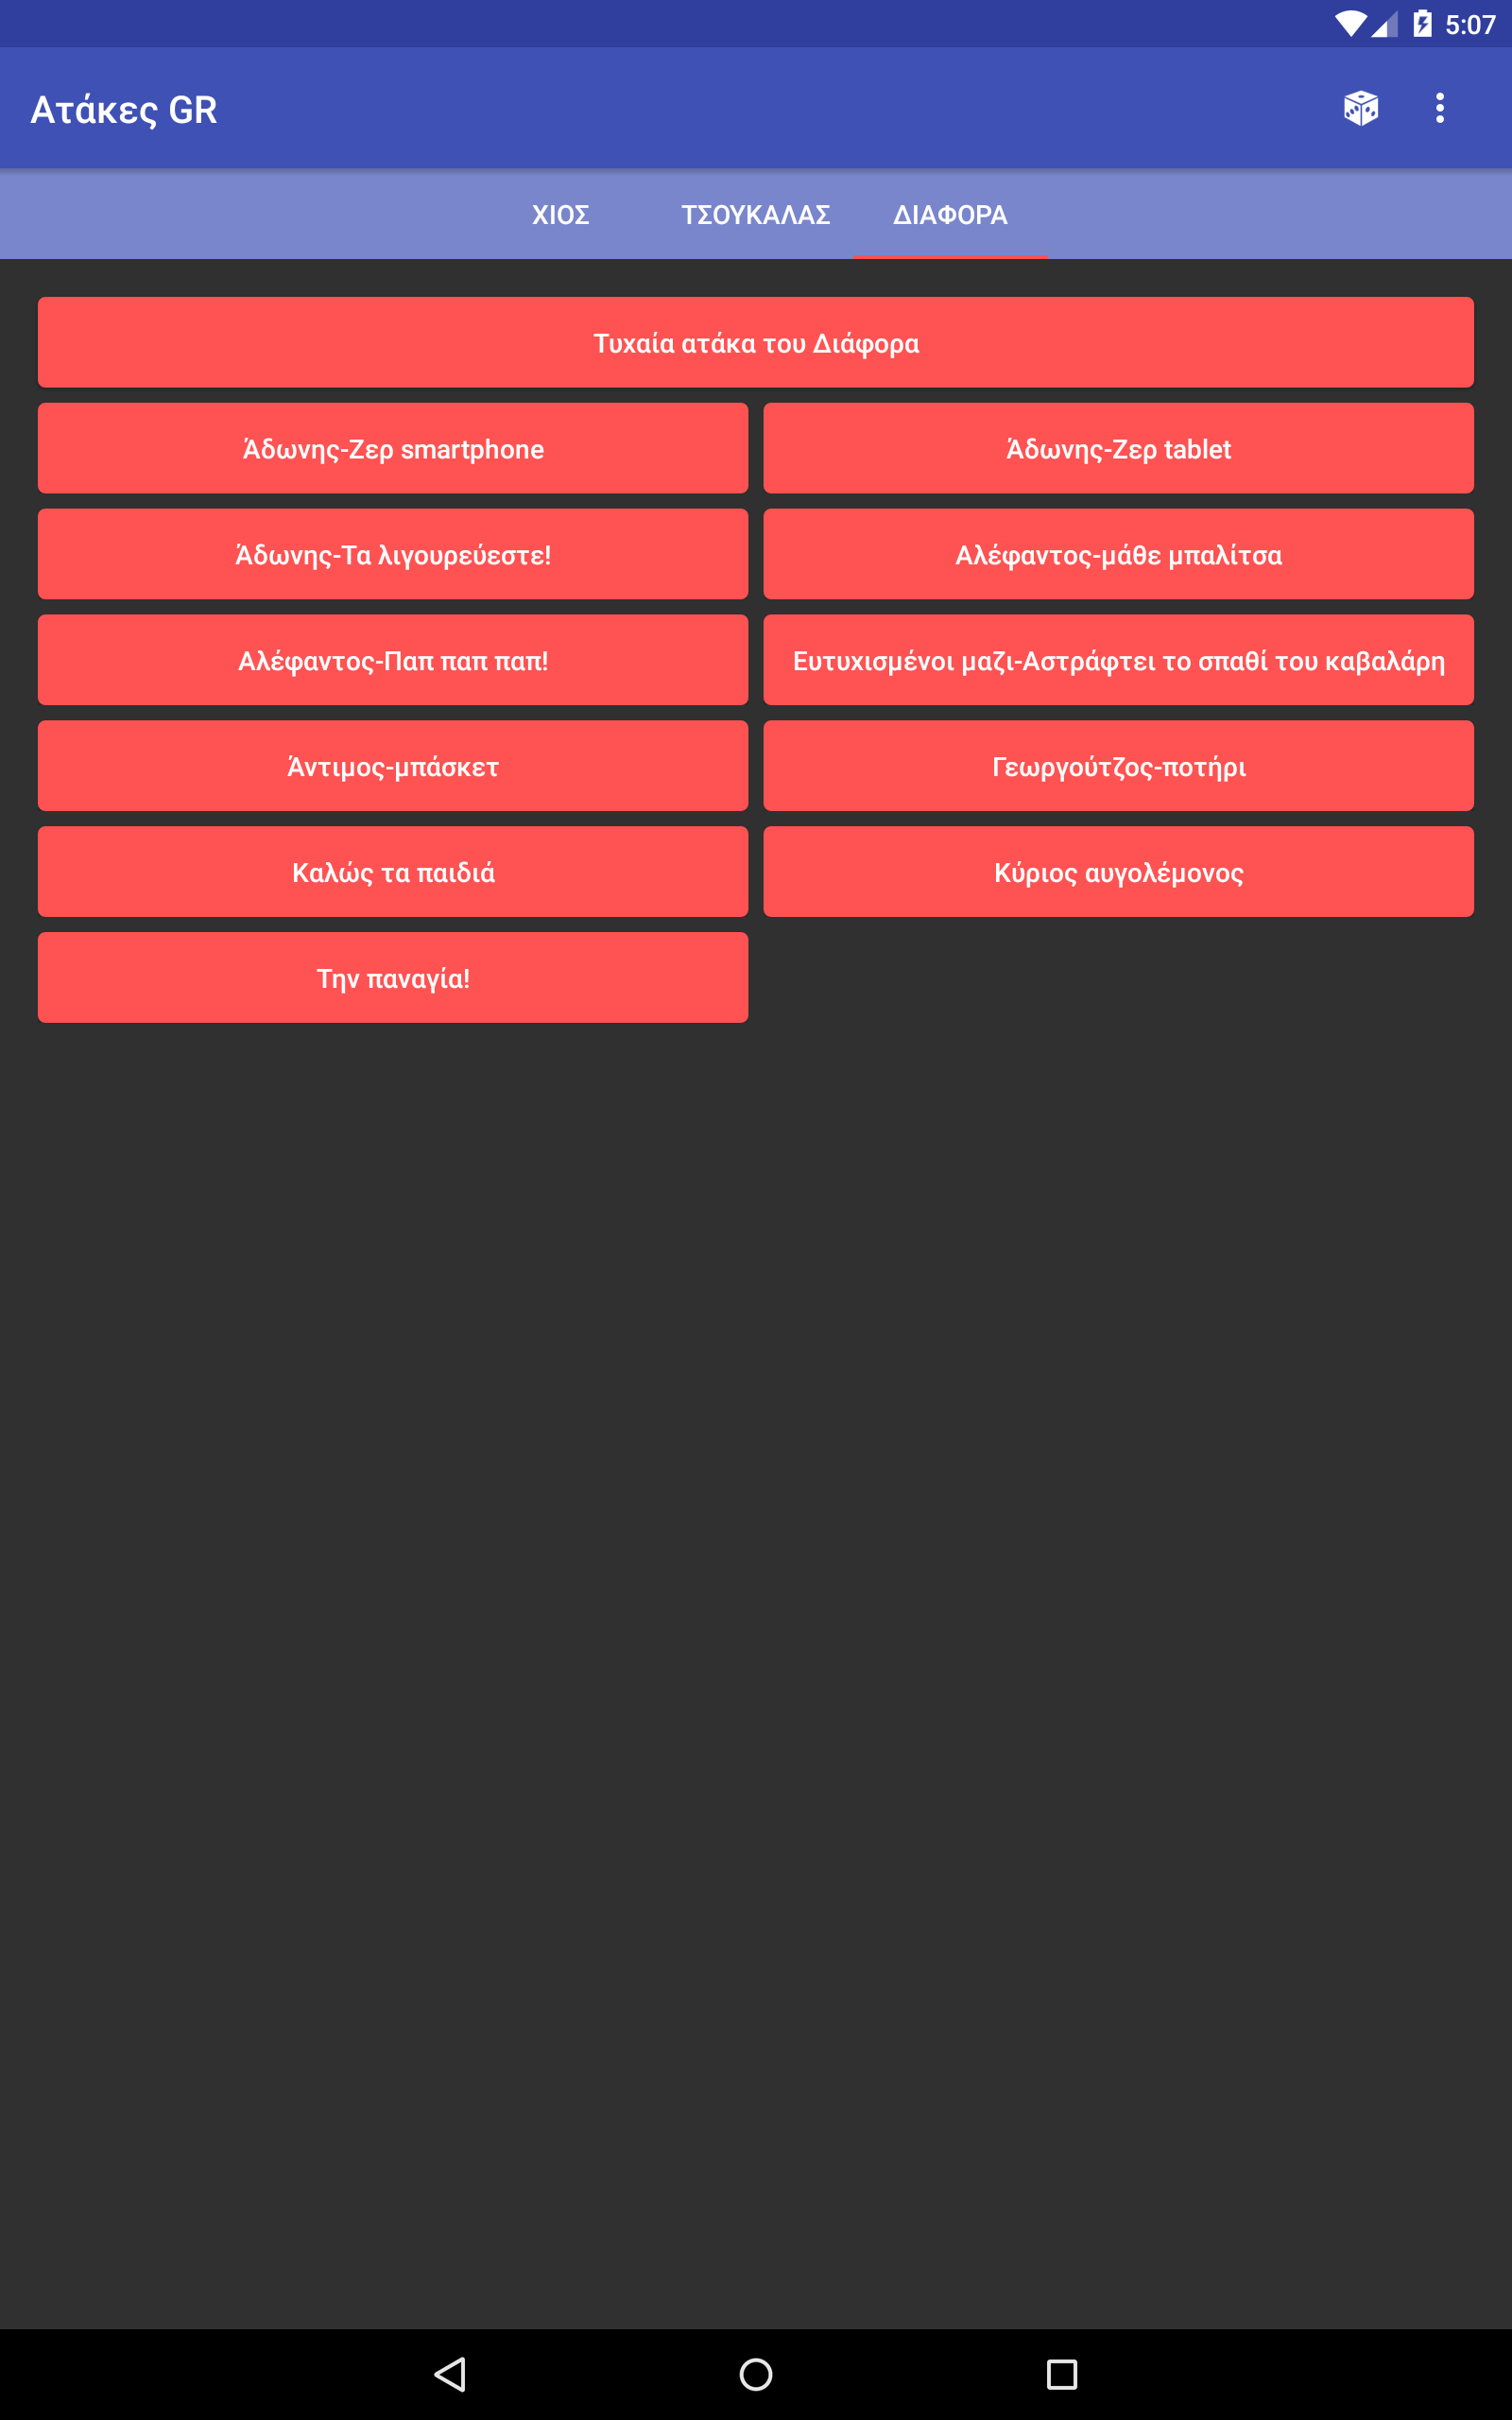 5:07
Ατάκες GR
ΧΙΟΣ
ΤΣΟΥΚΑΛΑΣ
ΔΙΑΦΟΡΑ
Τυχαία ατάκα του Διάφορα
Άδωνης-Ζερ smartphone
Άδωνης-Ζερ tablet
Άδωνης-Τα λιγουρεύεστε!
Αλέφαντος-μάθε μπαλίτσα
Αλέφαντος-Παπ παπ παπ!
Ευτυχισμένοι μαζι-Αστράφτει το σπαθί του καβαλάρη
Άντιμος-μπάσκετ
Γεωργούτζος-ποτήρι
Καλώς τα παιδιά
Κύριος αυγολέμονος
Την παναγία!